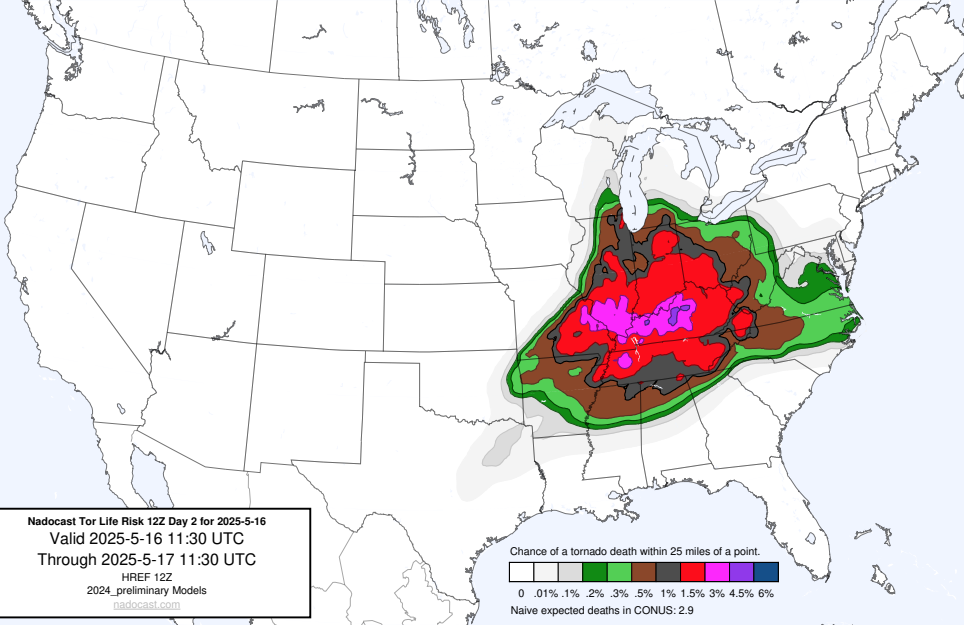 Nadocast Tor Life Risk 12Z Day 2 for 2025-5-16
Valid 2025-5-16 11:30 UTC
Through 2025-5-17 11:30 UTC
HREF 12Z
2024_preliminary Models
nadocast.com
Chance of a tornado death within 25 miles of a point.
0 .01% .1% .2% .3% .5% 1% 1.5% 3% 4.5% 6%
Naive expected deaths in CONUS: 2.9